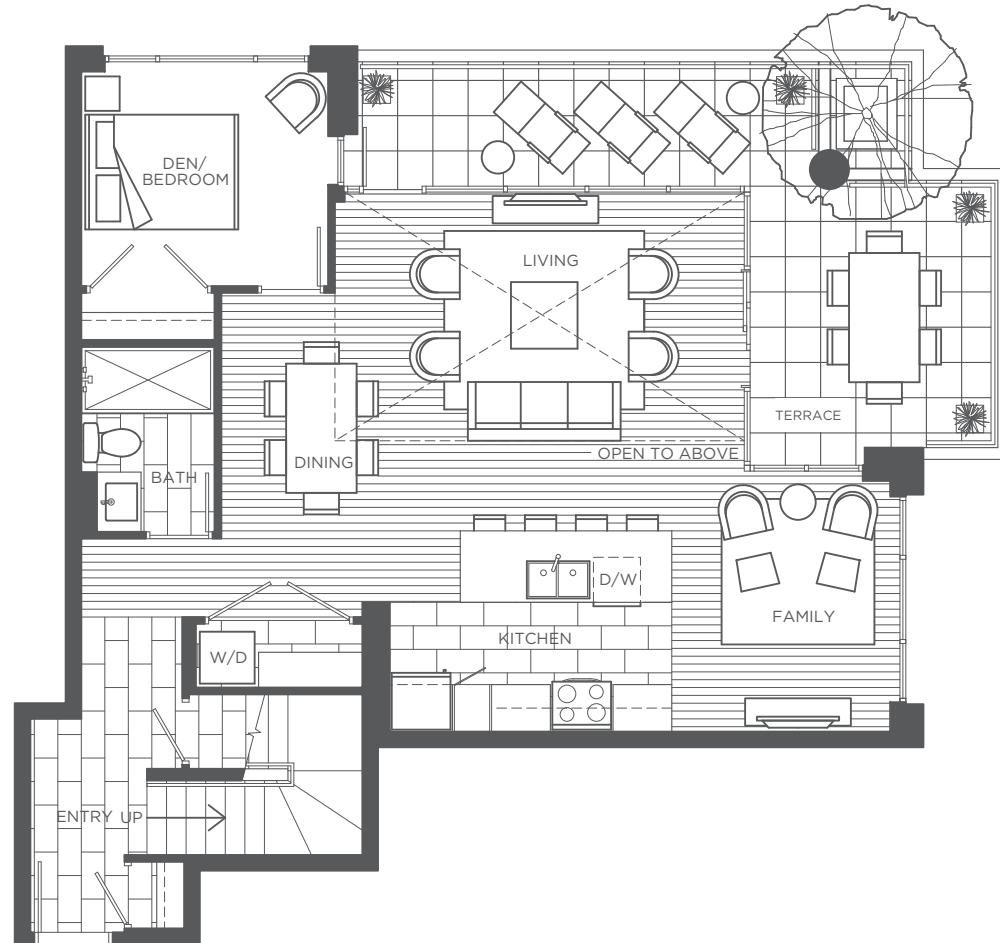 DEN/
BEDROOM
LIVING
TERRACE
OPEN TO ABOVE
DINING
BATH
D/W
FAMILY
KITCHEN
W/D
ENTRY UP